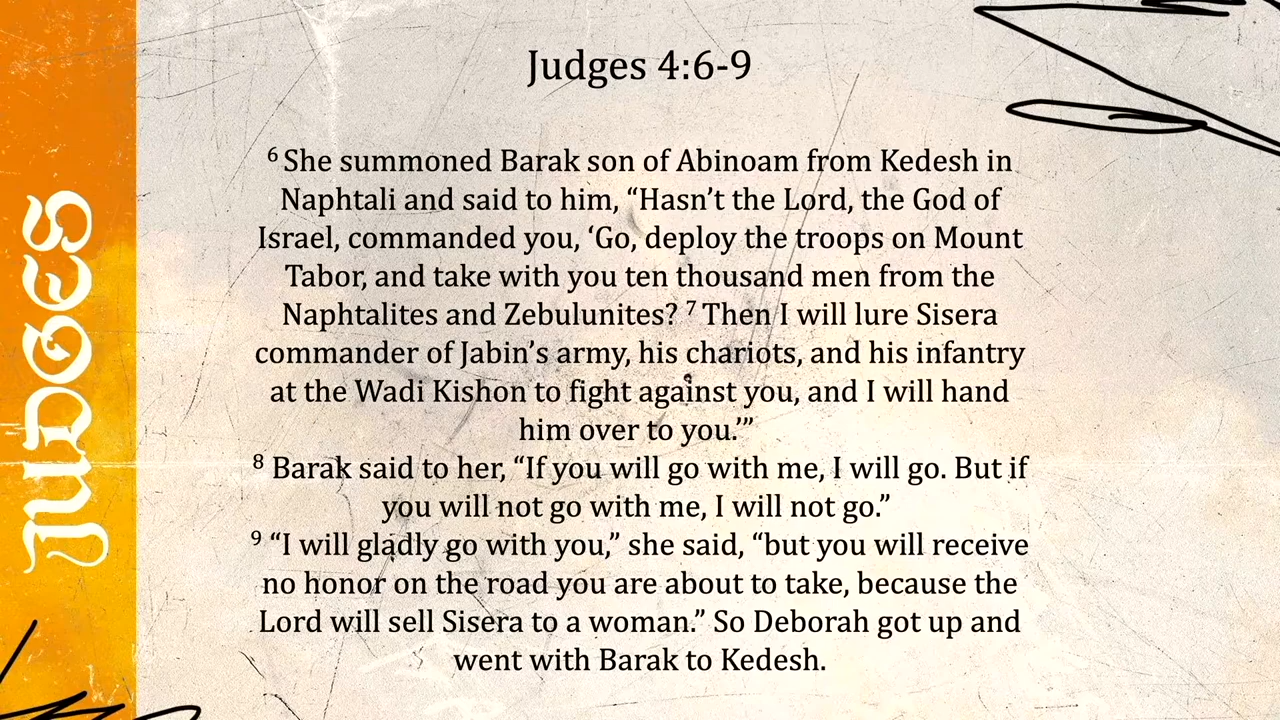 Judges 4:6-9
⁶ She summoned Barak son of Abinoam from Kedesh in
Naphtali and said to him, “Hasn’t the Lord, the God of
Israel, commanded you, ‘Go, deploy the troops on Mount
Tabor, and take with you ten thousand men from the
Naphtalites and Zebulunites? ⁷ Then I will lure Sisera
commander of Jabin’s army, his chariots, and his infantry
at the Wadi Kishon to fight against you, and I will hand
him over to you.’”
⁸ Barak said to her, “If you will go with me, I will go. But if
you will not go with me, I will not go.”
⁹ “I will gladly go with you,” she said, “but you will receive
no honor on the road you are about to take, because the
Lord will sell Sisera to a woman.” So Deborah got up and
went with Barak to Kedesh.
JUDGES